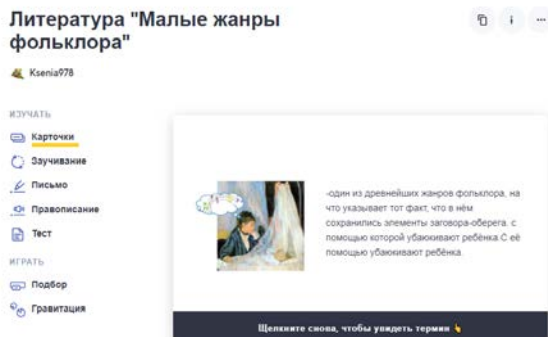 Литература "Малые жанры
фольклора"
Ksenia978
ИЗУЧАТЬ
Карточки
Заучивание
Письмо
Правописание
Тест
ИГРАТЬ
Подбор
Гравитация
-один из древнейших жанров фольклора, на
что указывает тот факт, что в нём
сохранились элементы заговора-оберега. с
помощью которой убаюкивают ребёнка.С её
помощью убаюкивают ребёнка.
Щелкните снова, чтобы увидеть термин